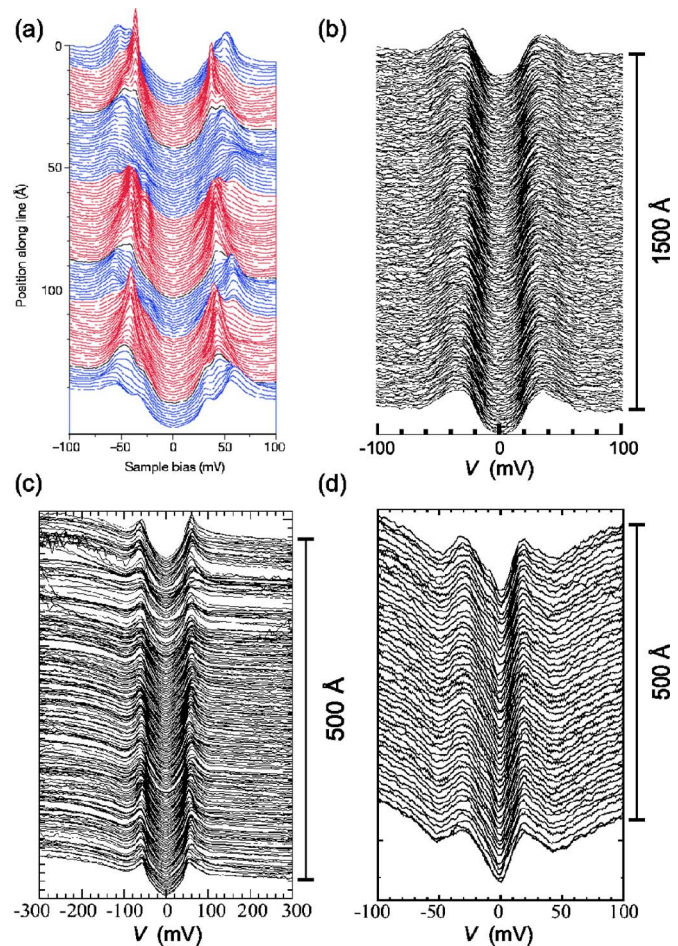 (a)
0
50
100
Position along line (Å)
−100 −50 0 50 100
Sample bias (mV)
(b)
1500 Å
-100 0 100
V (mV)
(c)
500 Å
-300 -200 -100 0 100 200 300
V (mV)
(d)
500 Å
-100 -50 0 50 100
V (mV)